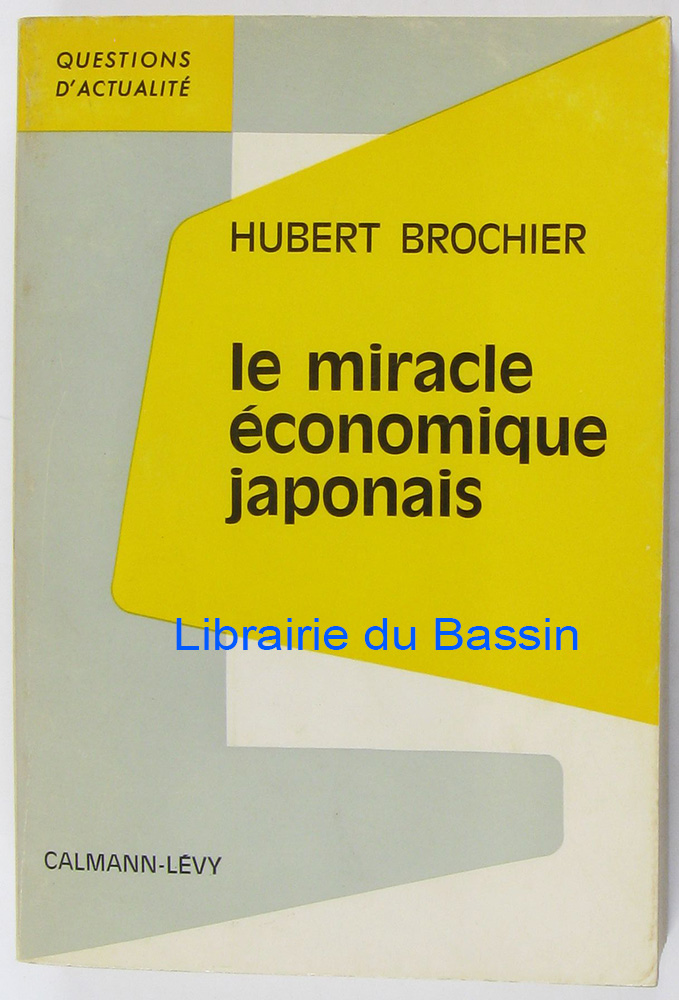 QUESTIONS
D'ACTUALITÉ
HUBERT BROCHIER
le miracle
économique
japonais
Librairie du Bassin
CALMANN-LÉVY